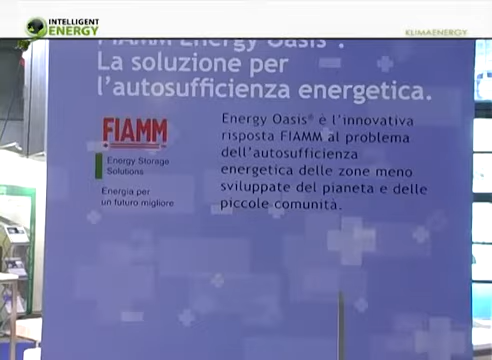 INTELLIGENT
ENERGY
KLIMAENERGY
FIAMM Energy Oasis®.
La soluzione per
l'autosufficienza energetica.
FIAMM
Energy Storage
Solutions
Energia per
un futuro migliore
Energy Oasis® è l'innovativa
risposta FIAMM al problema
dell'autosufficienza
energetica delle zone meno
sviluppate del pianeta e delle
piccole comunità.